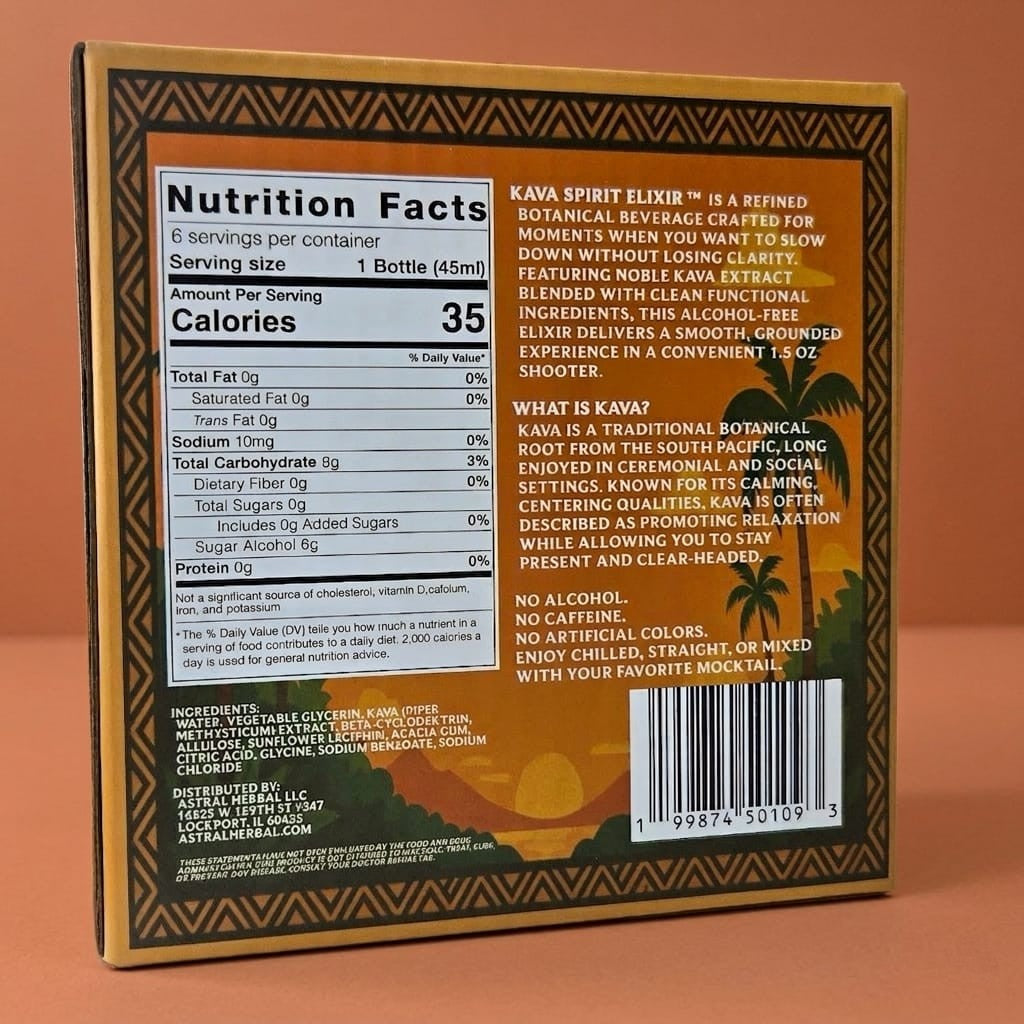 Nutrition Facts
6 servings per container
Serving size 1 Bottle (45ml)
Amount Per Serving
Calories 35
% Daily Value*
Total Fat 0g 0%
Saturated Fat 0g 0%
Trans Fat 0g
Sodium 10mg 0%
Total Carbohydrate 8g 3%
Dietary Fiber 0g 0%
Total Sugars 0g
Includes 0g Added Sugars 0%
Sugar Alcohol 6g
Protein 0g 0%
Not a significant source of cholesterol, vitamin D,cafoium,
iron, and potassium
*The % Daily Value (DV) teile you how much a nutrient in a
serving of food contributes to a daily diet. 2,000 calories a
day is used for general nutrition advice.
INGREDIENTS:
WATER, VEGETABLE GLYCERIN, KAVA (PIPER
METHYSTICUM) EXTRACT, BETA-CYCLODEKTRIN,
ALLULOSE, SUNFLOWER ACACIA GUM,
CITRIC ACID. GLYCINE, SODIUM BENZOATE, SODIUM
CHLORIDE
DISTRIBUTED BY:
ASTRAL HEBBAL LLC
W ST
LOCKPORT, IL
ASTRALHERBAL.COM
THESE
YOUR DOCTOR
KAVA SPIRIT ELIXIR™ IS A REFINED
BOTANICAL BEVERAGE CRAFTED FOR
MOMENTS WHEN YOU WANT TO SLOW
DOWN WITHOUT LOSING CLARITY.
FEATURING NOBLE KAVA EXTRACT
BLENDED WITH CLEAN FUNCTIONAL
INGREDIENTS, THIS ALCOHOL-FREE
ELIXIR DELIVERS A SMOOTH, GROUNDED
EXPERIENCE IN A CONVENIENT 1.5 OZ
SHOOTER.
WHAT IS KAVA?
KAVA IS A TRADITIONAL BOTANICAL
ROOT FROM THE SOUTH PACIFIC, LONG
ENJOYED IN CEREMONIAL AND SOCIAL
SETTINGS. KNOWN FOR ITS CALMING,
CENTERING QUALITIES, KAVA IS OFTEN
DESCRIBED AS PROMOTING RELAXATION
WHILE ALLOWING YOU TO STAY
PRESENT AND CLEAR-HEADED.
NO ALCOHOL.
NO CAFFEINE.
NO ARTIFICIAL COLORS.
ENJOY CHILLED, STRAIGHT, OR MIXED
WITH YOUR FAVORITE MOCKTAIL.
1 99874 50109 3